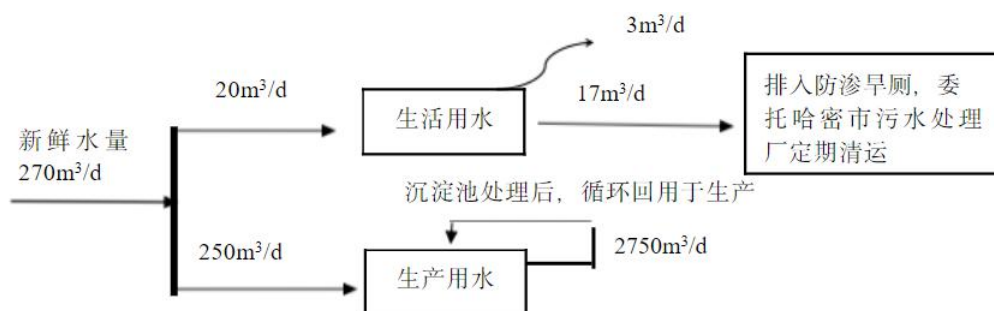 3m³/d
20m³/d
生活用水
17m³/d
排入防渗旱厕，委
托哈密市污水处理
厂定期清运
新鲜水量
270m³/d
沉淀池处理后，循环回用于生产
250m³/d
生产用水
2750m³/d